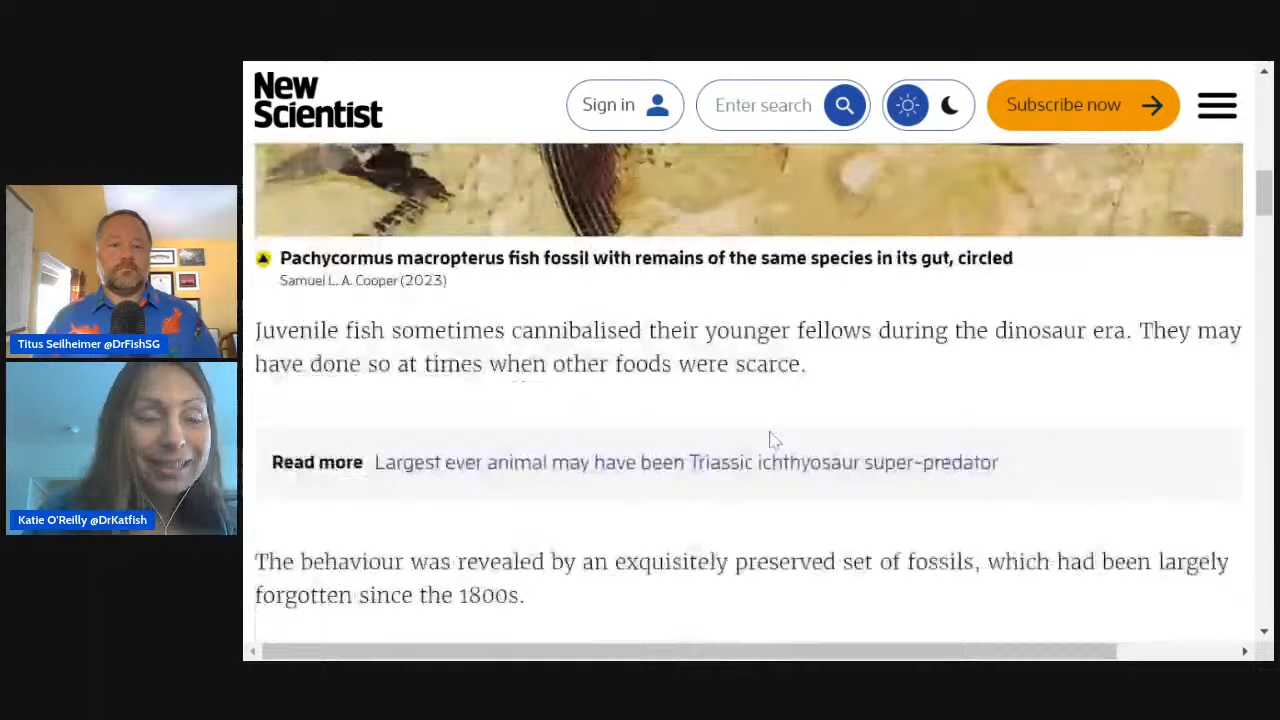 New
Scientist
Sign in
Enter search
Subscribe now
Pachycormus macropterus fish fossil with remains of the same species in its gut, circled
Samuel L. A. Cooper (2023)
Juvenile fish sometimes cannibalised their younger fellows during the dinosaur era. They may
have done so at times when other foods were scarce.
Read more Largest ever animal may have been Triassic ichthyosaur super-predator
The behaviour was revealed by an exquisitely preserved set of fossils, which had been largely
forgotten since the 1800s.
Titus Seilheimer @DrFishSG
Katie O'Reilly @DrKatfish